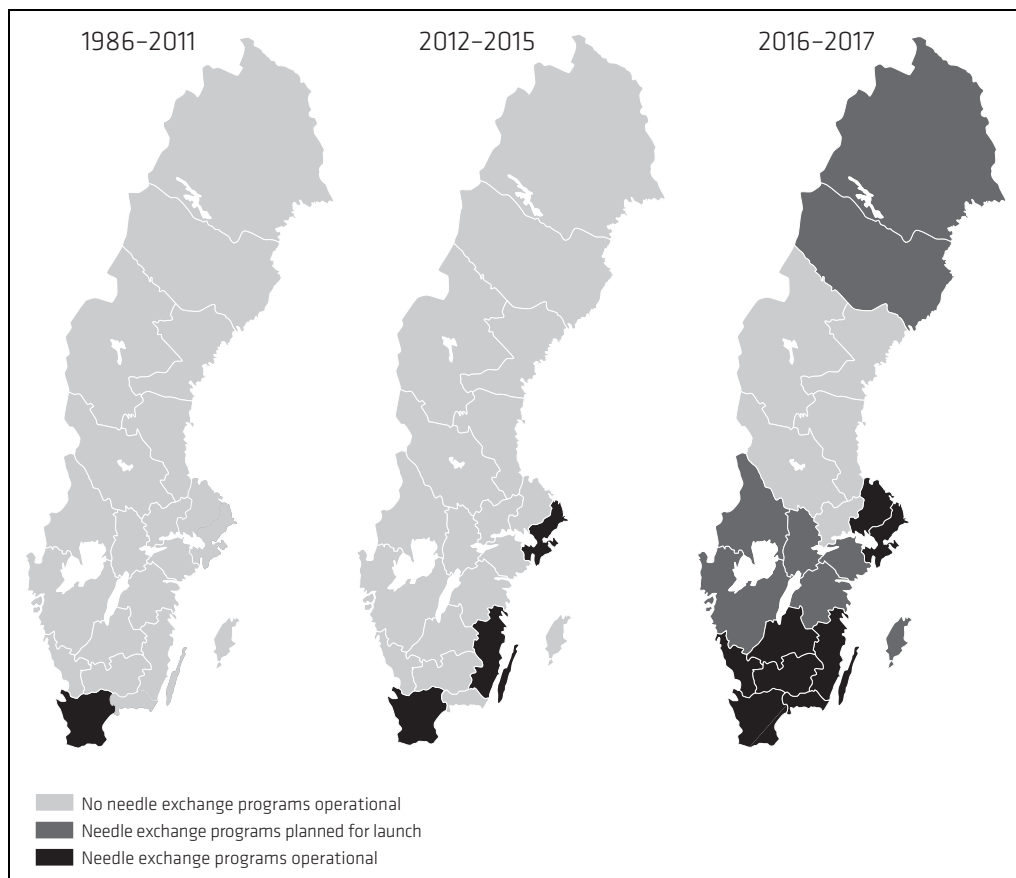 1986–2011
2012–2015
2016–2017
No needle exchange programs operational
Needle exchange programs planned for launch
Needle exchange programs operational